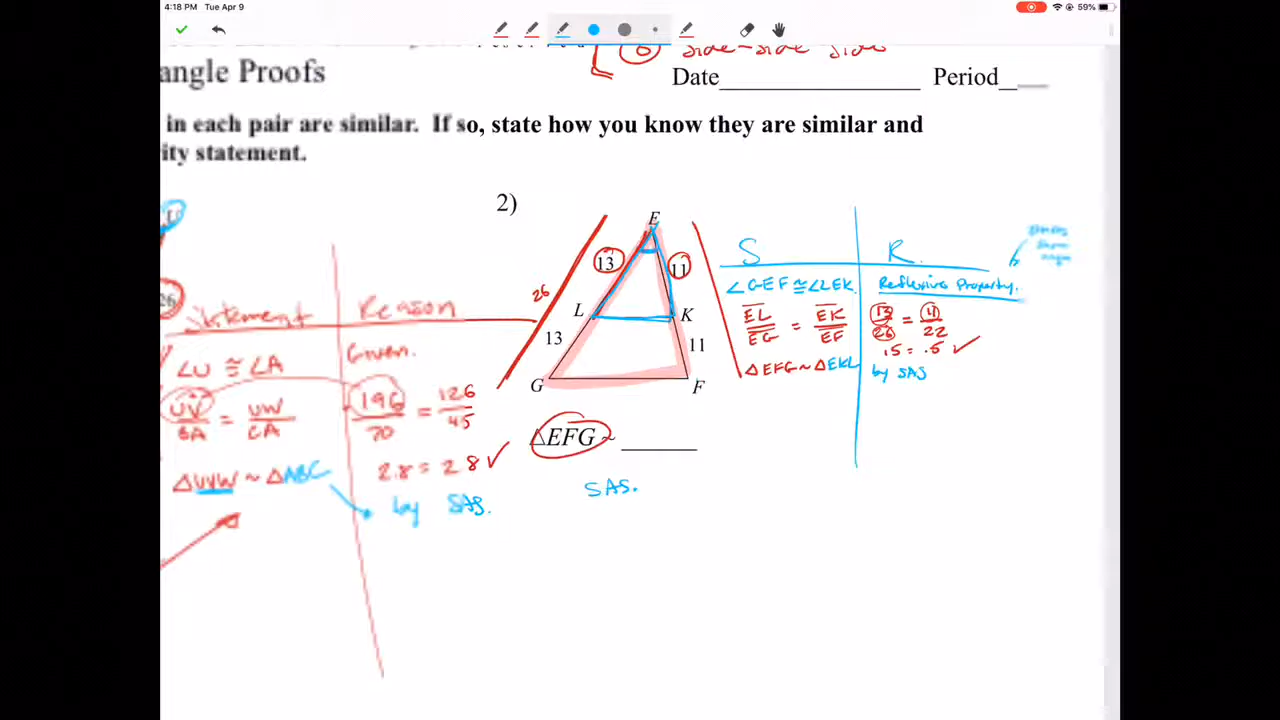 4:18 PM Tue Apr 9
59%
side-side side
angle Proofs
Date Period
in each pair are similar. If so, state how you know they are similar and
ity statement.
2)
E
13
11
26
L
K
13
11
G
F
△EFG ~
SAS.
S R
∠GEF ≅ ∠LEK Reflexive Property.
EL/EG = EK/EF 13/26 = 11/22
.5 = .5 ✓
△EFG ~ △EKL by SAS
26
Statement Reason
∠U ≅ ∠A Given.
UV/BA = UW/CA 196/70 = 126/45
2.8 = 2.8 ✓
△UVW ~ △ABC by SAS.